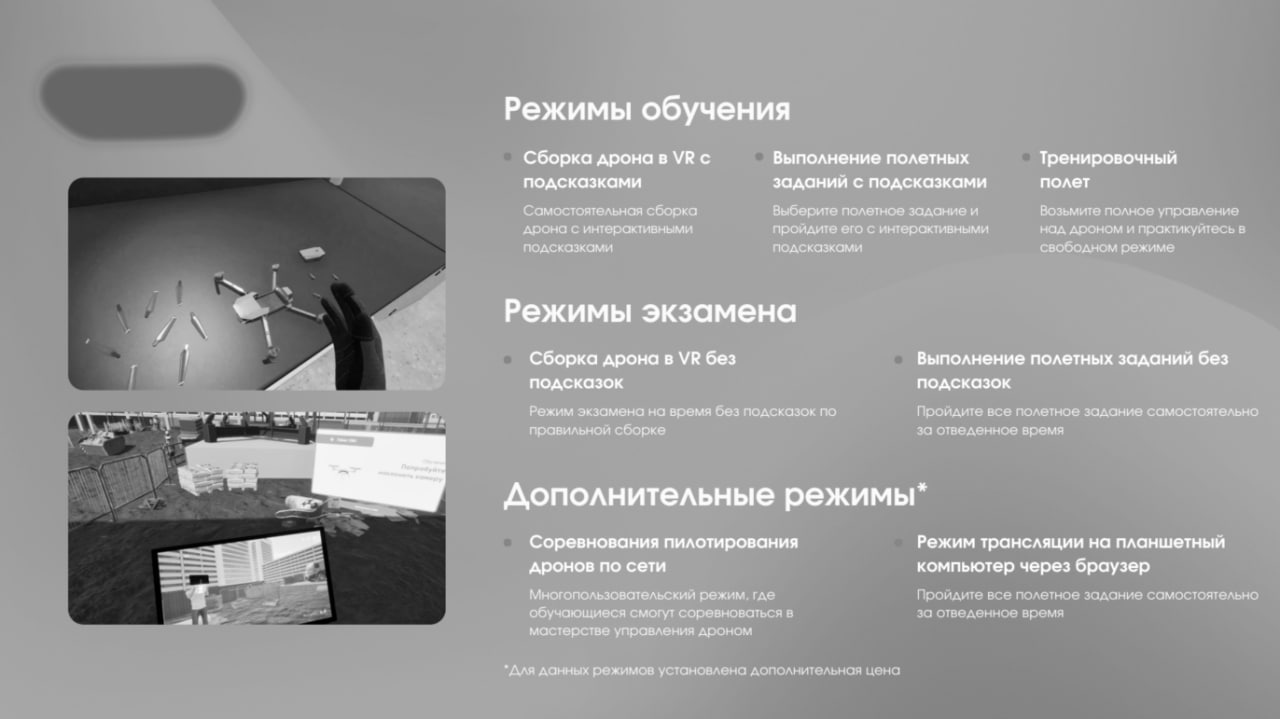 Режимы обучения
Сборка дрона в VR с
подсказками
Самостоятельная сборка
дрона с интерактивными
подсказками
Выполнение полетных
заданий с подсказками
Выберите полетное задание и
пройдите его с интерактивными
подсказками
Тренировочный
полет
Возьмите полное управление
над дроном и практикуйтесь в
свободном режиме
Режимы экзамена
Сборка дрона в VR без
подсказок
Режим экзамена на время без подсказок по
правильной сборке
Выполнение полетных заданий без
подсказок
Пройдите все полетное задание самостоятельно
за отведенное время
Дополнительные режимы*
Соревнования пилотирования
дронов по сети
Многопользовательский режим, где
обучающиеся смогут соревноваться в
мастерстве управления дроном
Режим трансляции на планшетный
компьютер через браузер
Пройдите все полетное задание самостоятельно
за отведенное время
*Для данных режимов установлена дополнительная цена
Попробуйте
включить камеру